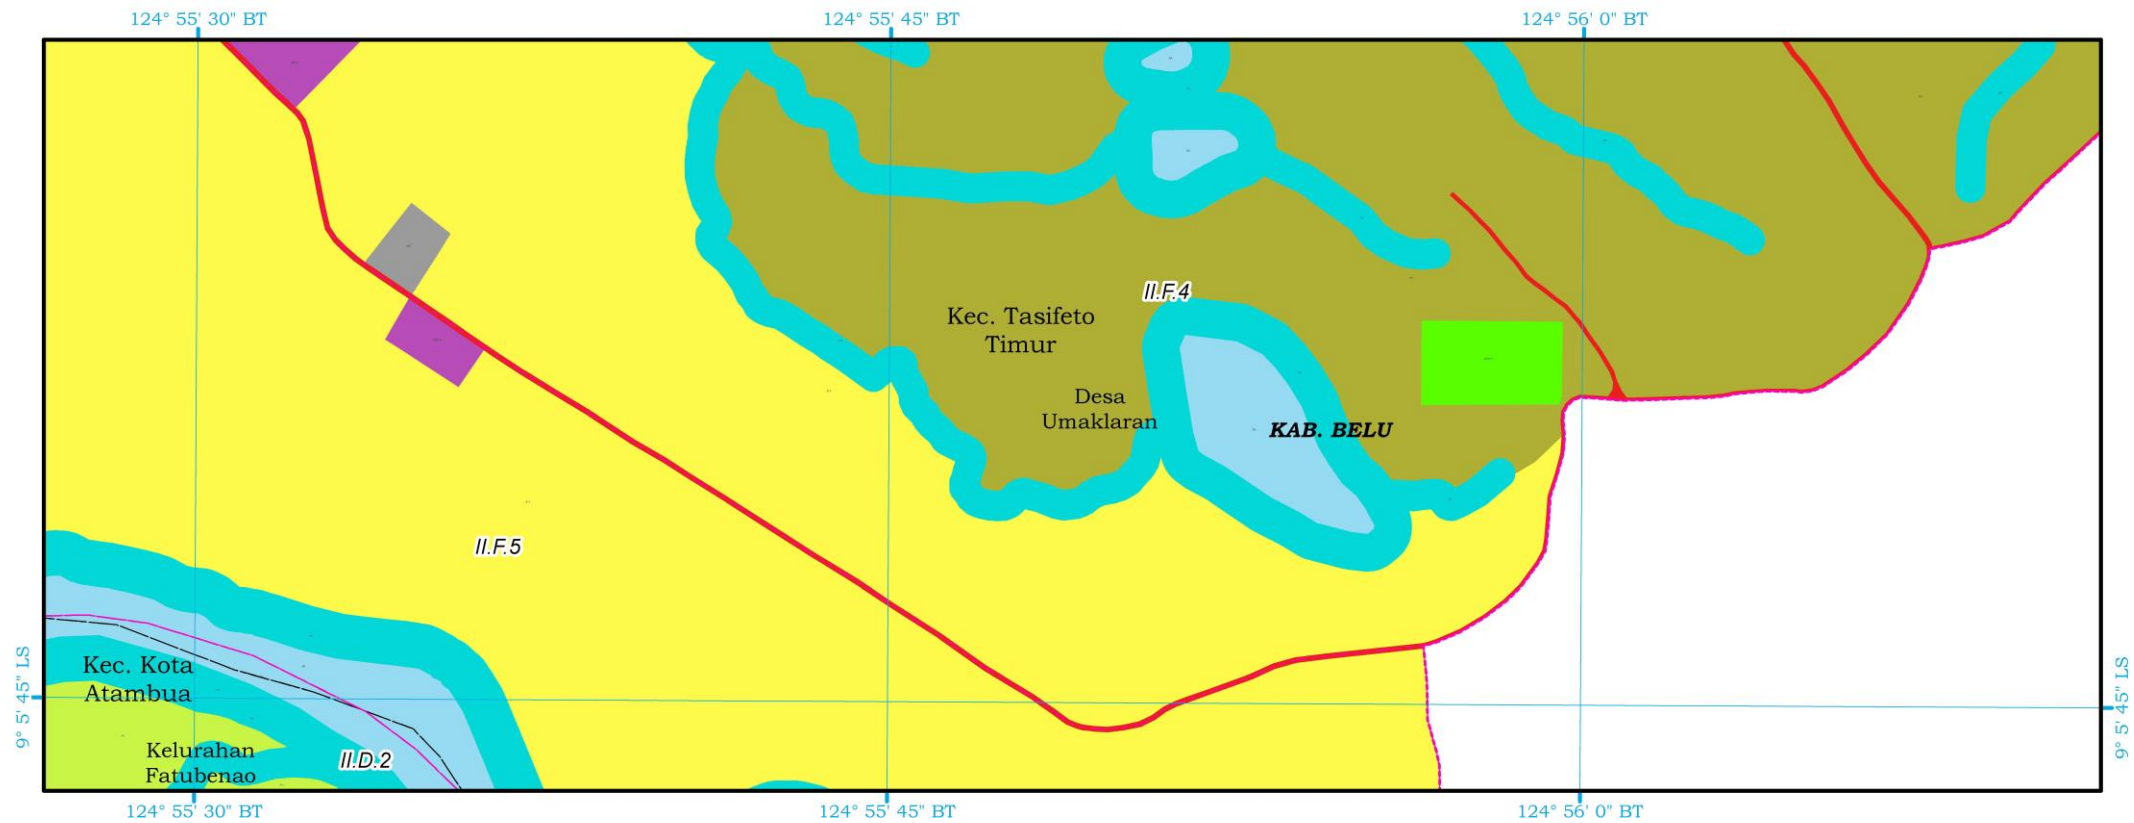 124° 55' 30" BT
124° 55' 45" BT
124° 56' 0" BT
II.F.4
Kec. Tasifeto
Timur
Desa
Umaklaran
KAB. BELU
II.F.5
Kec. Kota
Atambua
Kelurahan
Fatubenao
II.D.2
9° 5' 45" LS
9° 5' 45" LS
124° 55' 30" BT
124° 55' 45" BT
124° 56' 0" BT